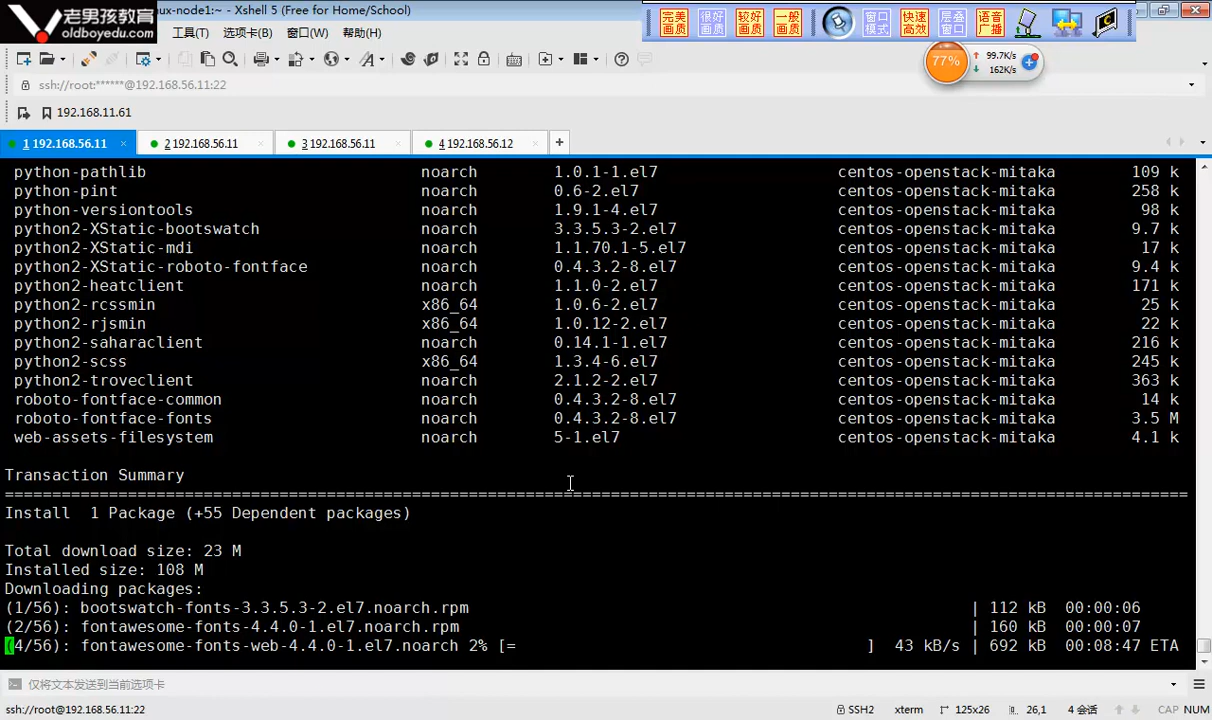 老男孩教育
oldboyedu.com
ux-node1:~ - Xshell 5 (Free for Home/School)
工具(T) 选项卡(B) 窗口(W) 帮助(H)
完美画质 很好画质 较好画质 一般画质 窗口模式 快速高效 层叠窗口 语音广播
77% 99.7K/s
162K/s
ssh://root:******@192.168.56.11:22
192.168.11.61
1 192.168.56.11 × 2 192.168.56.11 × 3 192.168.56.11 × 4 192.168.56.12 × +
python-pathlib noarch 1.0.1-1.el7 centos-openstack-mitaka 109 k
python-pint noarch 0.6-2.el7 centos-openstack-mitaka 258 k
python-versiontools noarch 1.9.1-4.el7 centos-openstack-mitaka 98 k
python2-XStatic-bootswatch noarch 3.3.5.3-2.el7 centos-openstack-mitaka 9.7 k
python2-XStatic-mdi noarch 1.1.70.1-5.el7 centos-openstack-mitaka 17 k
python2-XStatic-roboto-fontface noarch 0.4.3.2-8.el7 centos-openstack-mitaka 9.4 k
python2-heatclient noarch 1.1.0-2.el7 centos-openstack-mitaka 171 k
python2-rcssmin x86_64 1.0.6-2.el7 centos-openstack-mitaka 25 k
python2-rjsmin x86_64 1.0.12-2.el7 centos-openstack-mitaka 22 k
python2-saharaclient noarch 0.14.1-1.el7 centos-openstack-mitaka 216 k
python2-scss x86_64 1.3.4-6.el7 centos-openstack-mitaka 245 k
python2-troveclient noarch 2.1.2-2.el7 centos-openstack-mitaka 363 k
roboto-fontface-common noarch 0.4.3.2-8.el7 centos-openstack-mitaka 14 k
roboto-fontface-fonts noarch 0.4.3.2-8.el7 centos-openstack-mitaka 3.5 M
web-assets-filesystem noarch 5-1.el7 centos-openstack-mitaka 4.1 k
Transaction Summary
================================================================================
Install  1 Package (+55 Dependent packages)
Total download size: 23 M
Installed size: 108 M
Downloading packages:
(1/56): bootswatch-fonts-3.3.5.3-2.el7.noarch.rpm | 112 kB 00:00:06
(2/56): fontawesome-fonts-4.4.0-1.el7.noarch.rpm | 160 kB 00:00:07
(4/56): fontawesome-fonts-web-4.4.0-1.el7.noarch 2% [= ] 43 kB/s | 692 kB 00:08:47 ETA
仅将文本发送到当前选项卡
ssh://root@192.168.56.11:22 SSH2 xterm 125x26 26,1 4 会话 CAP NUM